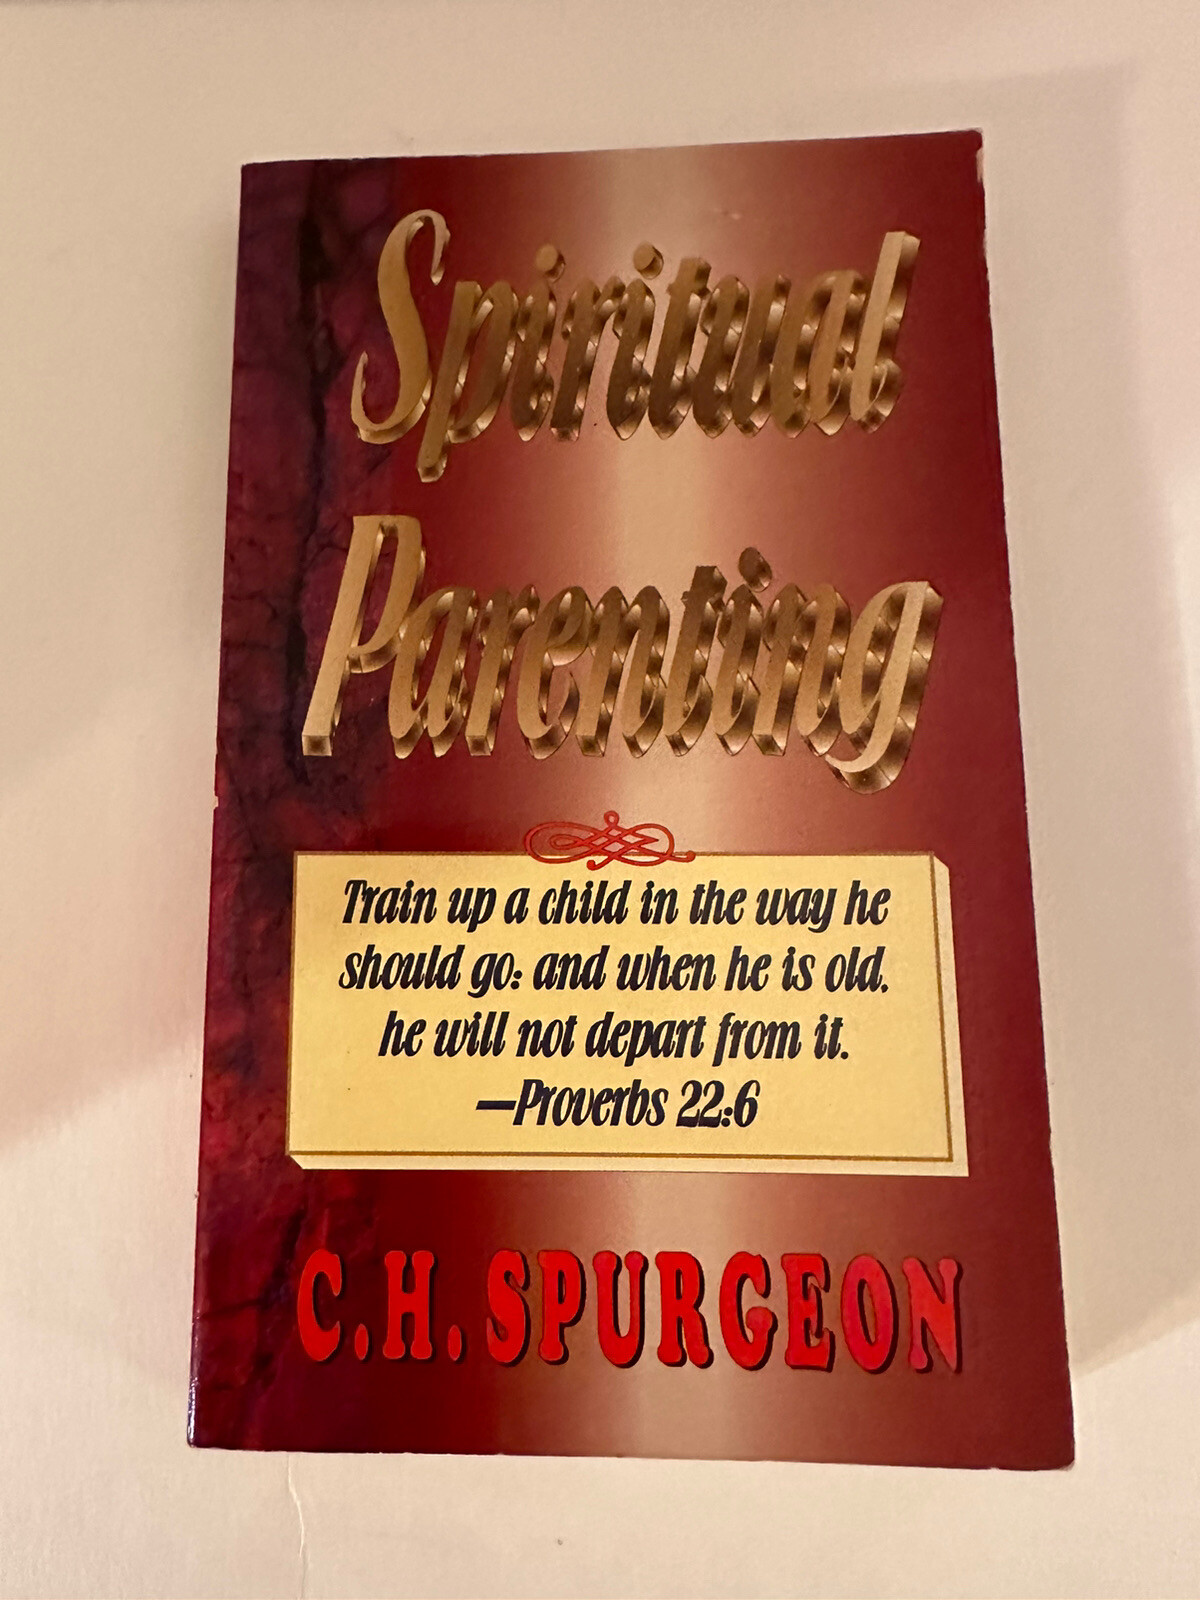 Spiritual
Parenting
Train up a child in the way he
should go: and when he is old,
he will not depart from it.
—Proverbs 22:6
C.H. SPURGEON